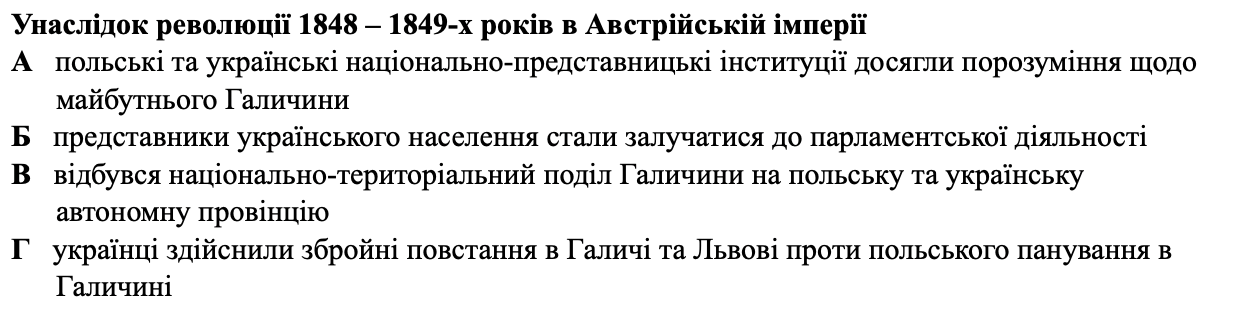 Унаслідок революції 1848 – 1849-х років в Австрійській імперії
А польські та українські національно-представницькі інституції досягли порозуміння щодо
майбутнього Галичини
Б представники українського населення стали залучатися до парламентської діяльності
В відбувся національно-територіальний поділ Галичини на польську та українську
автономну провінцію
Г українці здійснили збройні повстання в Галичі та Львові проти польського панування в
Галичині